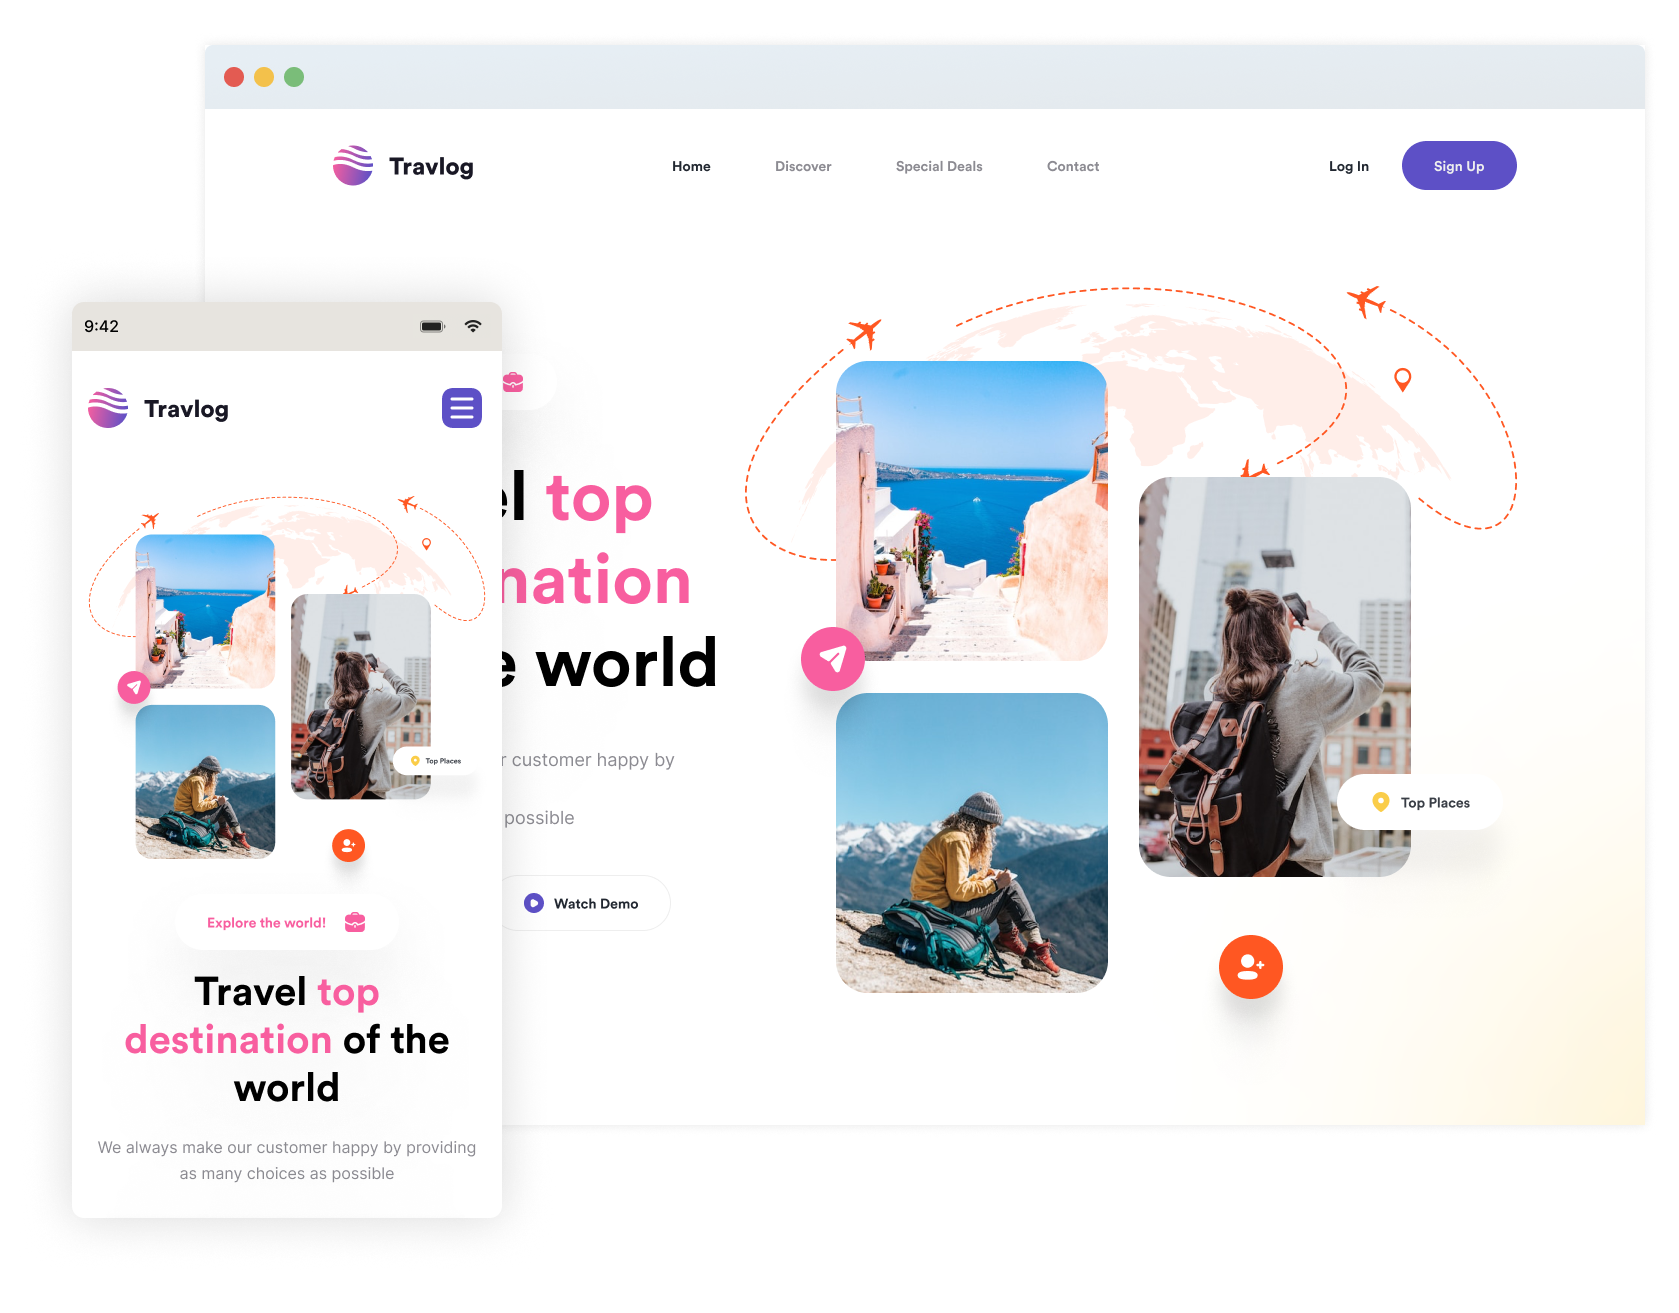 Travlog
Home
Discover
Special Deals
Contact
Log In
Sign Up
top
nation
world
customer happy by
possible
Watch Demo
Top Places
9:42
Travlog
Top Places
Explore the world!
Travel top
destination of the
world
We always make our customer happy by providing
as many choices as possible